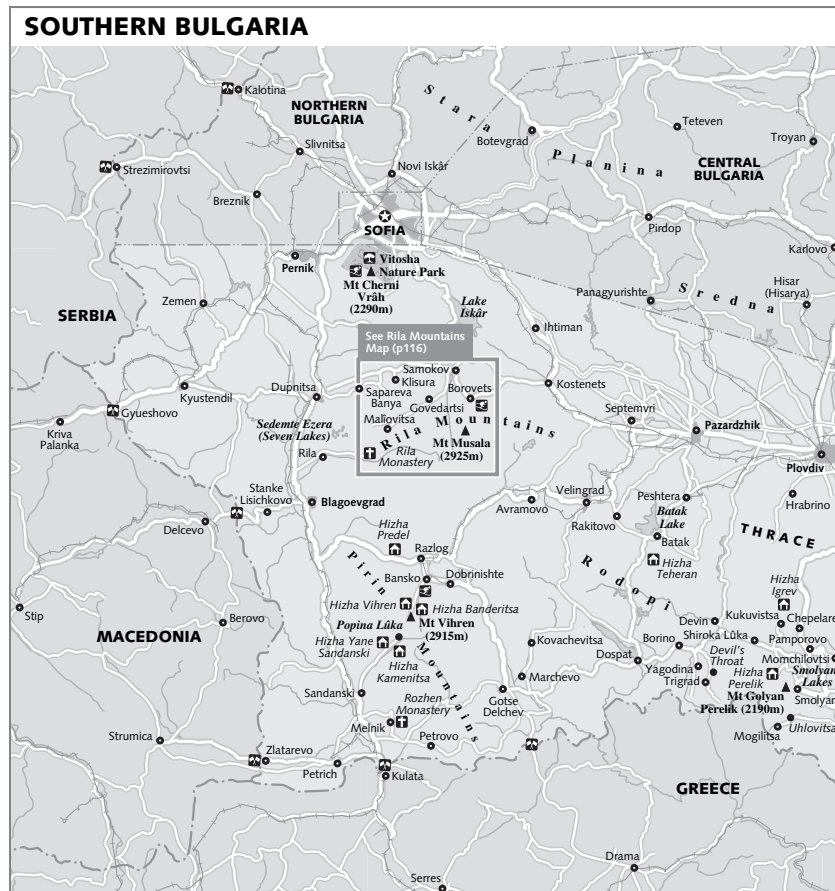 SOUTHERN BULGARIA
Kalotina
NORTHERN
BULGARIA
Stara
Planina
Teteven
Botevgrad
Troyan
CENTRAL
BULGARIA
Slivnitsa
Strezimirovtsi
Novi Iskâr
Breznik
SOFIA
Pirdop
Karlovo
Pernik
Vitosha
Nature Park
Mt Cherni
Vrâh
(2290m)
Lake
Iskâr
Panagyurishte
Sredna
Hisar
(Hisarya)
Zemen
SERBIA
Ihtiman
See Rila Mountains
Map (p116)
Samokov
Klisura
Borovets
Sapareva
Banya
Govedartsi
Maliovitsa
Rila Mountains
Mt Musala
(2925m)
Rila
Monastery
Kostenets
Kyustendil
Dupnitsa
Gyueshovo
Kriva
Palanka
Sedemte Ezera
(Seven Lakes)
Septemvri
Pazardzhik
Plovdiv
Rila
Stanke
Lisichkovo
Blagoevgrad
Delcevo
Avramovo
Velingrad
Peshtera
Rakitovo
Batak
Lake
Batak
Hrabrino
THRACE
Hizha
Predel
Razlog
Bansko
Dobrinishte
Hizha
Teheran
Rodopi
Pirin
Mountains
Hizha Vihren
Hizha Banderitsa
Popina Lûka
Mt Vihren
(2915m)
Hizha Yane
Sandanski
Hizha
Kamenitsa
Stip
Berovo
MACEDONIA
Hizha
Igrev
Devin
Kukuvistsa
Chepelare
Shiroka Lûka
Pamporovo
Borino
Devil's
Throat
Momchilovtsi
Kovachevitsa
Dospat
Yagodina
Trigrad
Hizha
Perelik
Smolyan
Lakes
Smolyan
Mt Golyan
Perelik (2190m)
Marchevo
Mogilitsa
Uhlovitsa
Sandanski
Rozhen
Monastery
Gotse
Delchev
Melnik
Petrovo
Strumica
Zlatarevo
Petrich
Kulata
GREECE
Drama
Serres